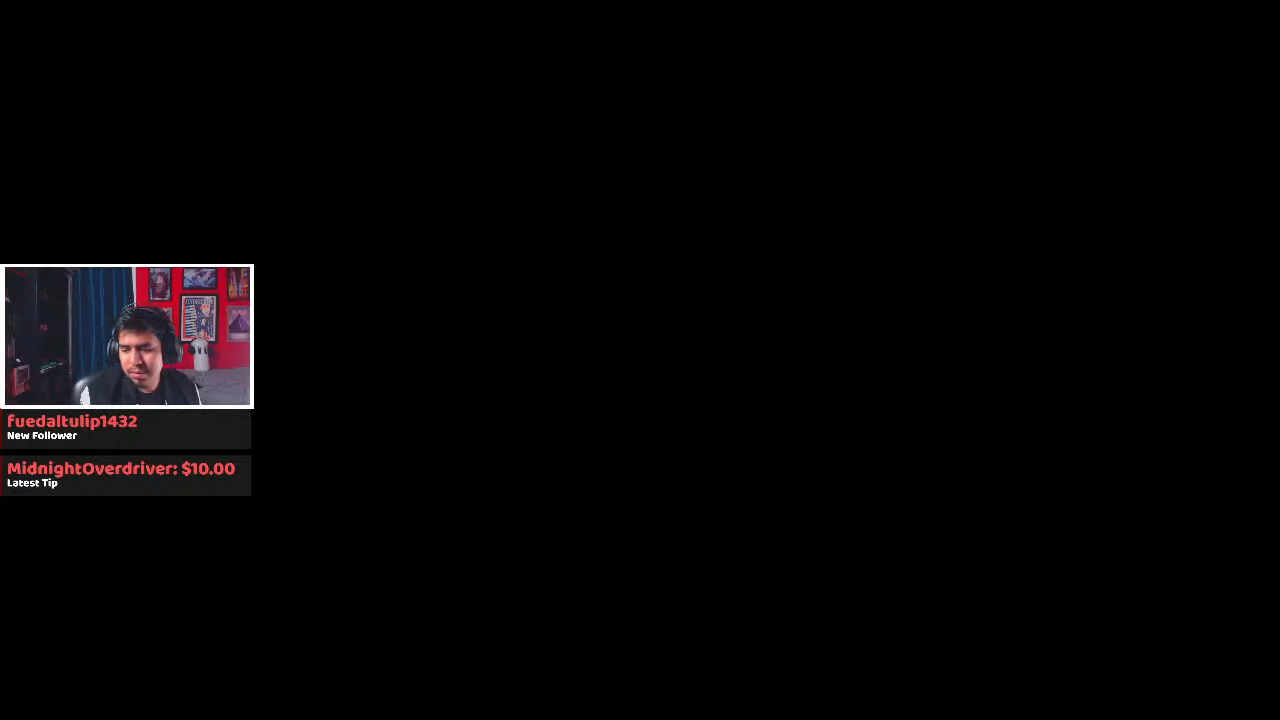 fuedaltulip1432
New Follower
MidnightOverdriver: $10.00
Latest Tip